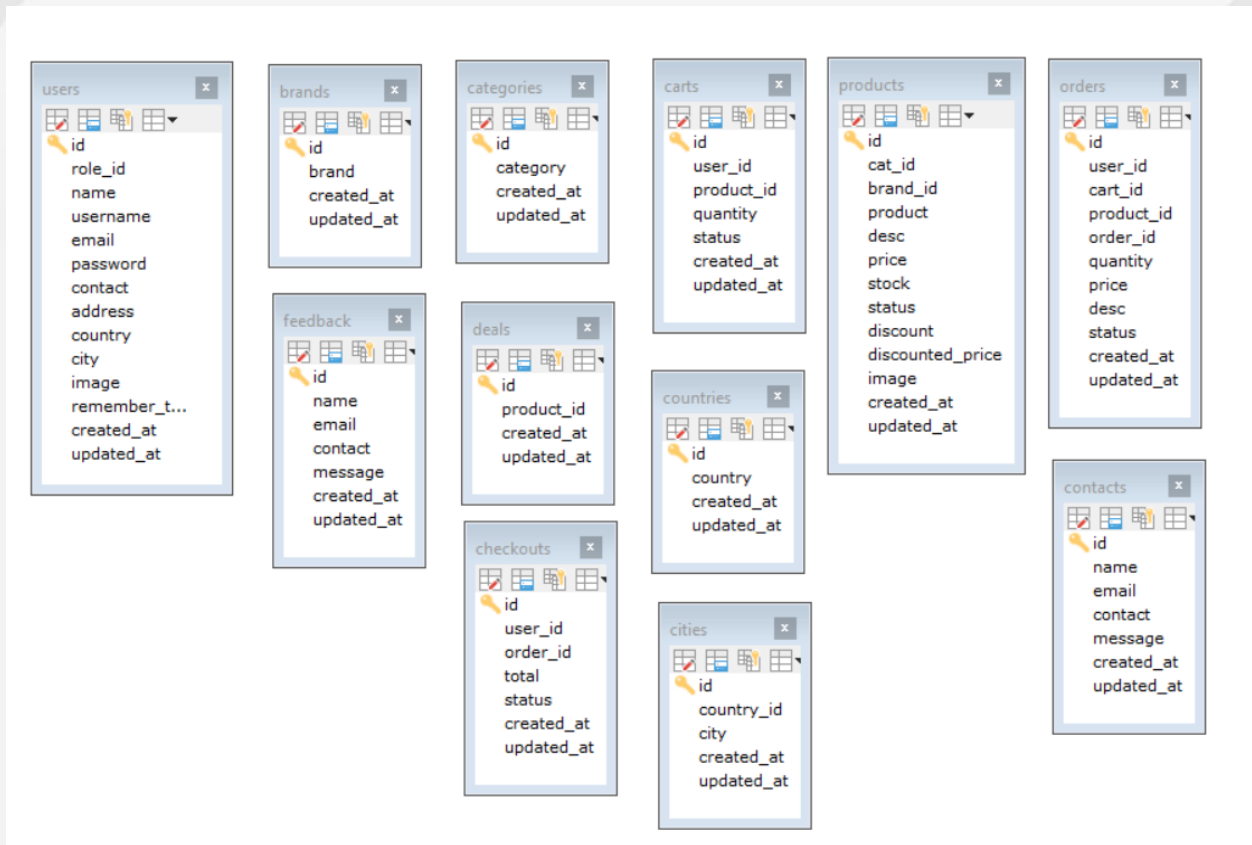 users
id
role_id
name
username
email
password
contact
address
country
city
image
remember_t...
created_at
updated_at
brands
id
brand
created_at
updated_at
categories
id
category
created_at
updated_at
carts
id
user_id
product_id
quantity
status
created_at
updated_at
products
id
cat_id
brand_id
product
desc
price
stock
status
discount
discounted_price
image
created_at
updated_at
orders
id
user_id
cart_id
product_id
order_id
quantity
price
desc
status
created_at
updated_at
feedback
id
name
email
contact
message
created_at
updated_at
deals
id
product_id
created_at
updated_at
countries
id
country
created_at
updated_at
contacts
id
name
email
contact
message
created_at
updated_at
checkouts
id
user_id
order_id
total
status
created_at
updated_at
cities
id
country_id
city
created_at
updated_at